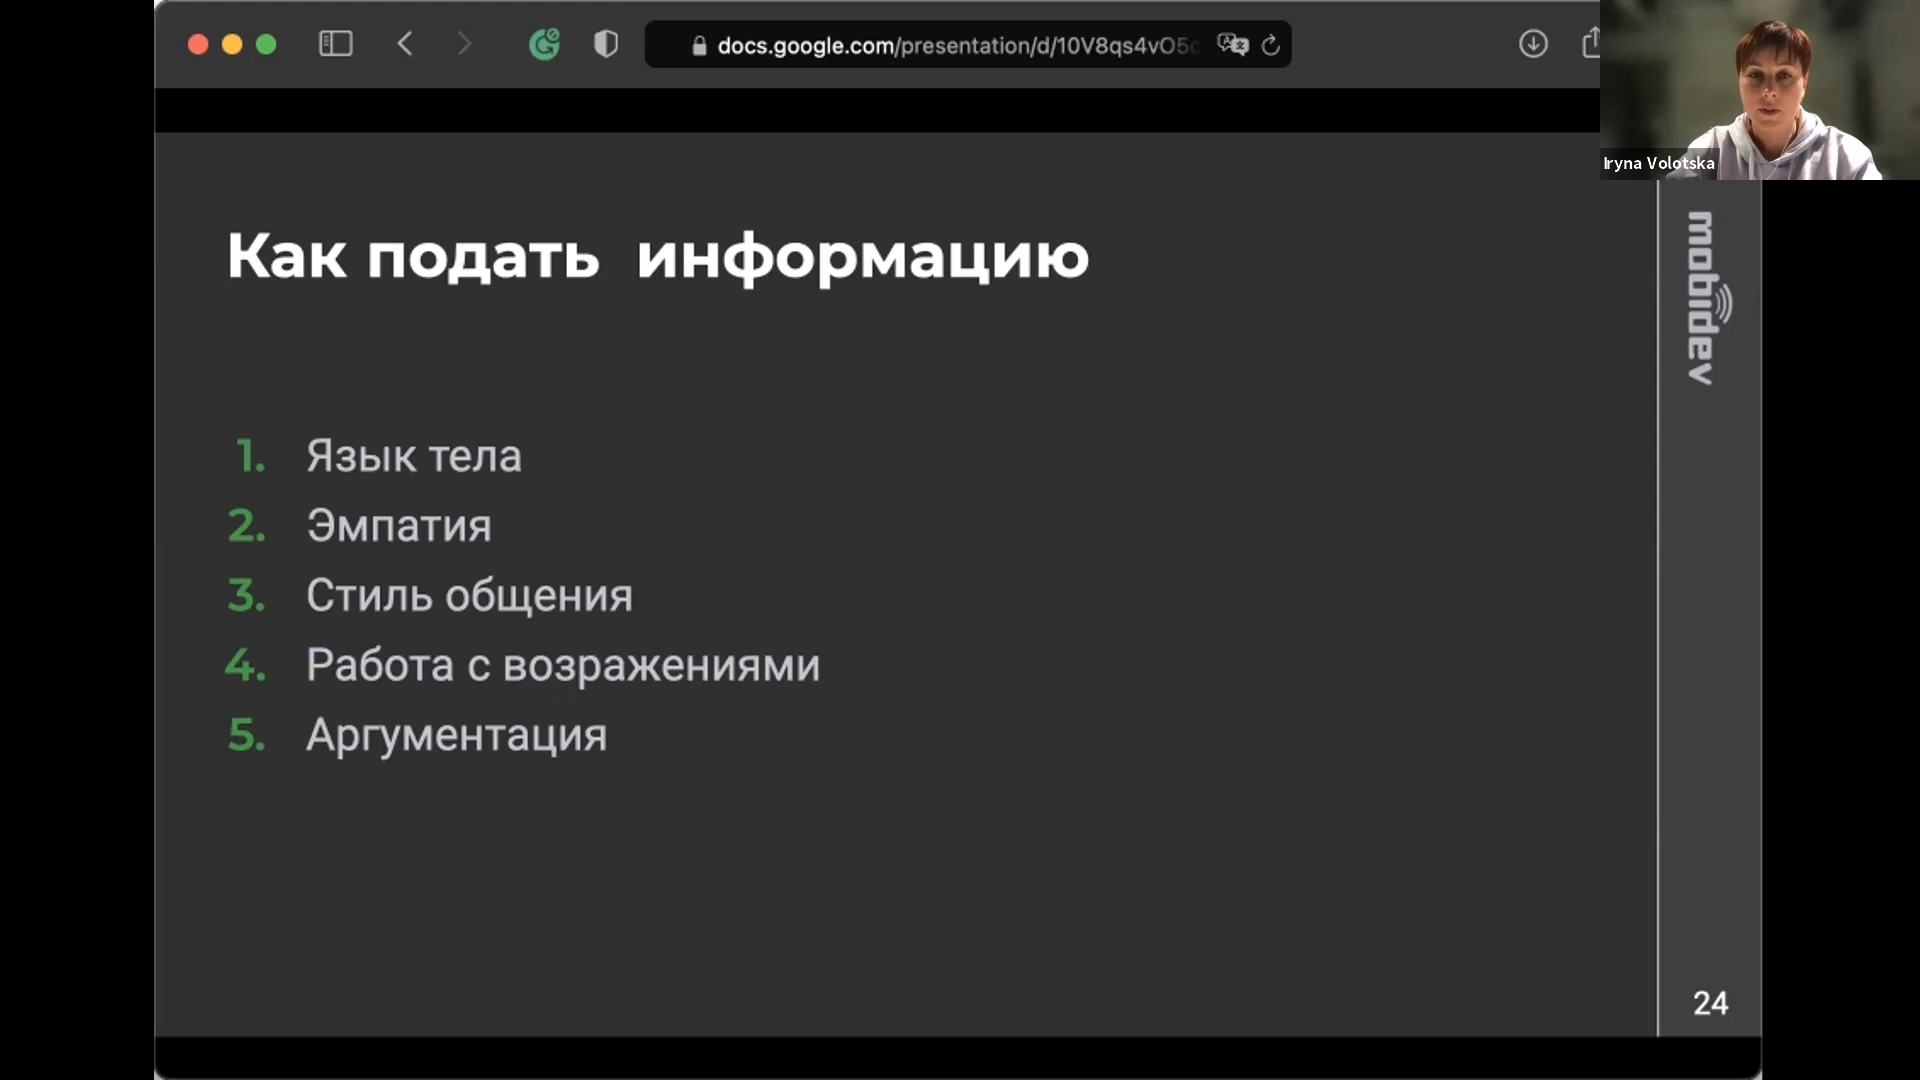 docs.google.com/presentation/d/10V8qs4vO5
Iryna Volotska
mobidev
Как подать информацию
1. Язык тела
2. Эмпатия
3. Стиль общения
4. Работа с возражениями
5. Аргументация
24